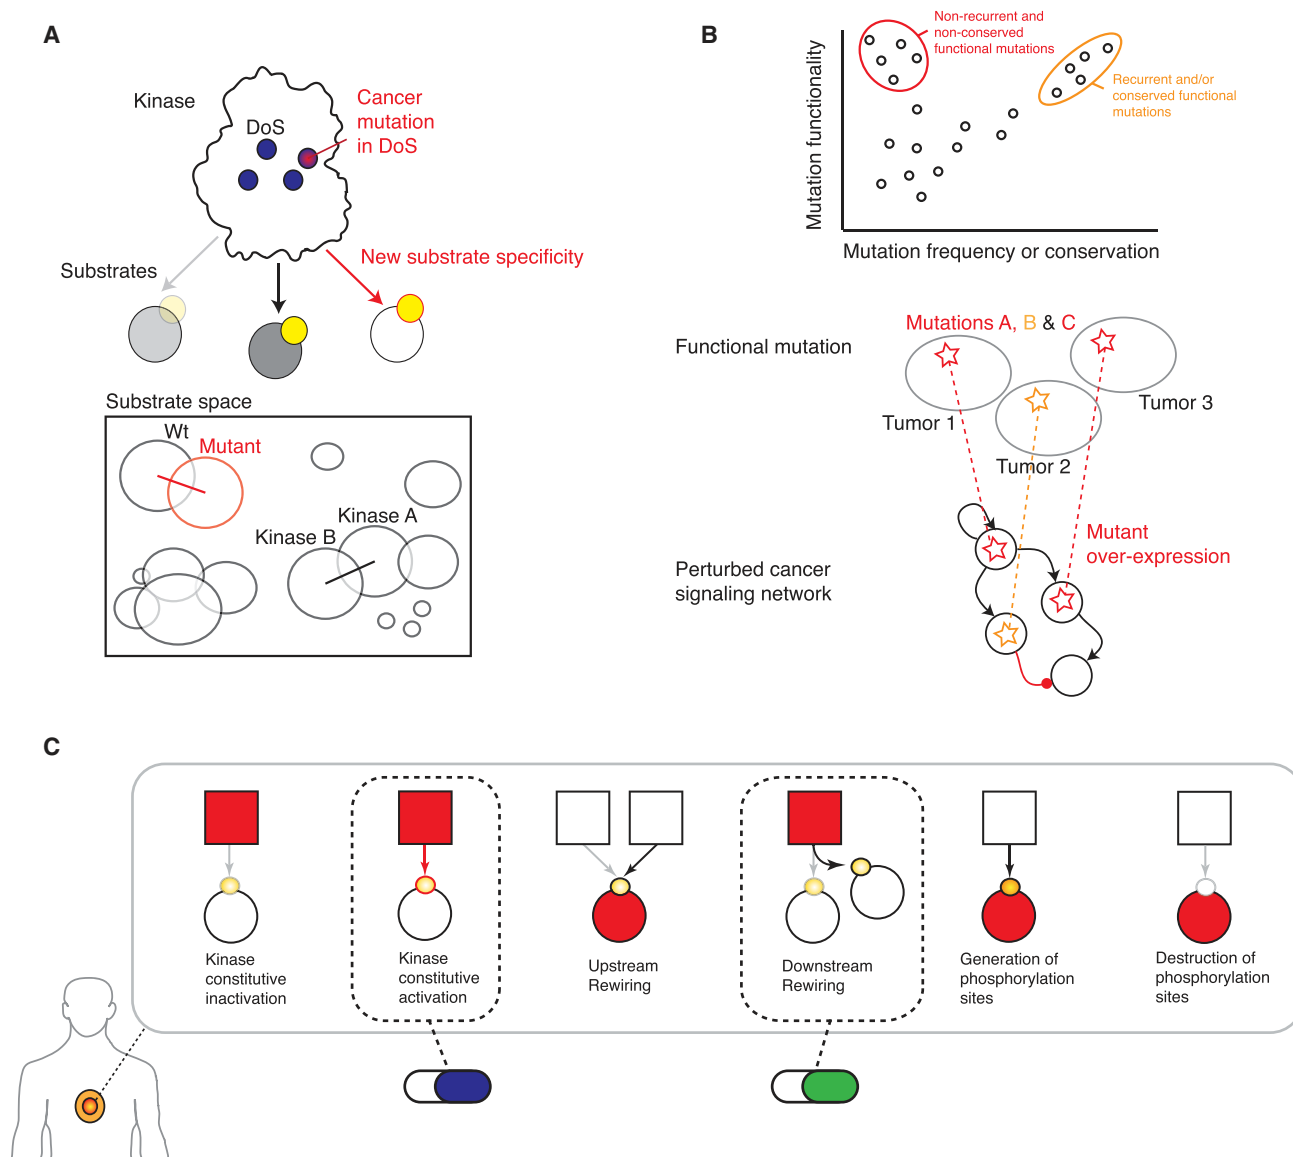 A
Kinase
DoS
Cancer
mutation
in DoS
Substrates
New substrate specificity
Substrate space
Wt
Mutant
Kinase A
Kinase B
B
Mutation functionality
Non-recurrent and
non-conserved
functional mutations
Recurrent and/or
conserved functional
mutations
Mutation frequency or conservation
Functional mutation
Mutations A, B & C
Tumor 1
Tumor 2
Tumor 3
Perturbed cancer
signaling network
Mutant
over-expression
C
Kinase
constitutive
inactivation
Kinase
constitutive
activation
Upstream
Rewiring
Downstream
Rewiring
Generation of
phosphorylation
sites
Destruction of
phosphorylation
sites